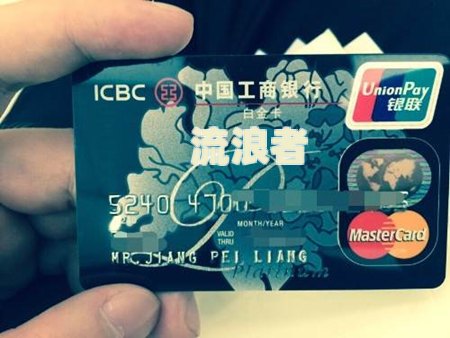 ICBC 中国工商银行
UnionPay
银联
白金卡
流浪者
5240 470
MONTH/YEAR
VALID
THRU
MasterCard
MR.JIANG PEI LIANG
Platinum